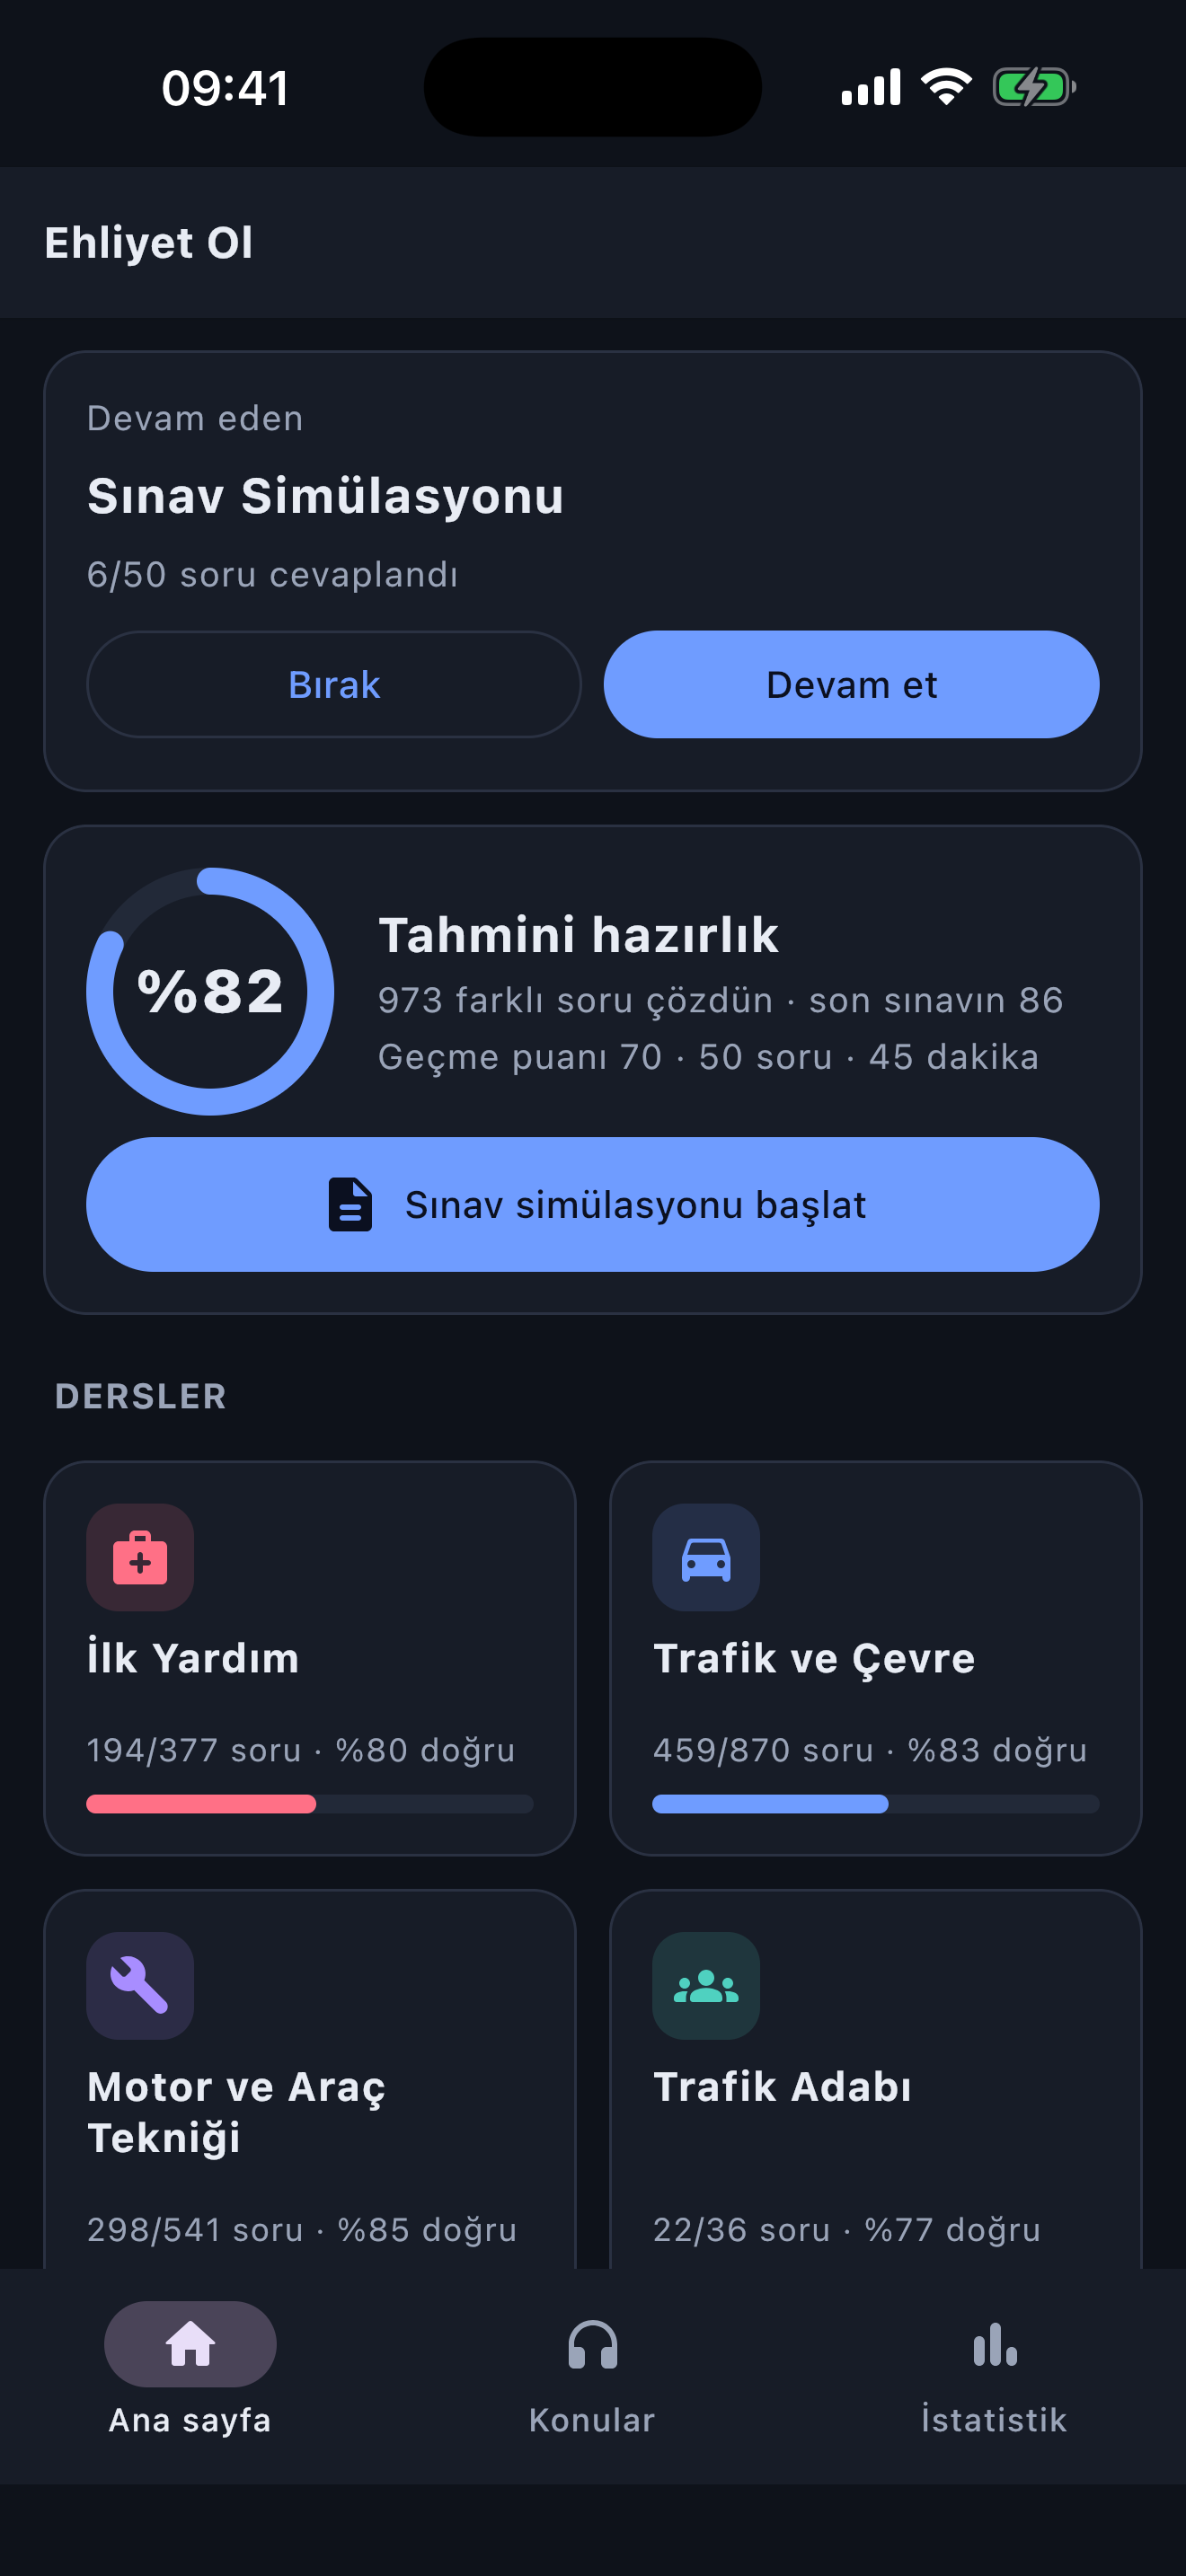 09:41
Ehliyet Ol
Devam eden
Sınav Simülasyonu
6/50 soru cevaplandı
Bırak
Devam et
%82
Tahmini hazırlık
973 farklı soru çözdün · son sınavın 86
Geçme puanı 70 · 50 soru · 45 dakika
Sınav simülasyonu başlat
DERSLER
İlk Yardım
194/377 soru · %80 doğru
Trafik ve Çevre
459/870 soru · %83 doğru
Motor ve Araç
Tekniği
298/541 soru · %85 doğru
Trafik Adabı
22/36 soru · %77 doğru
Ana sayfa
Konular
İstatistik